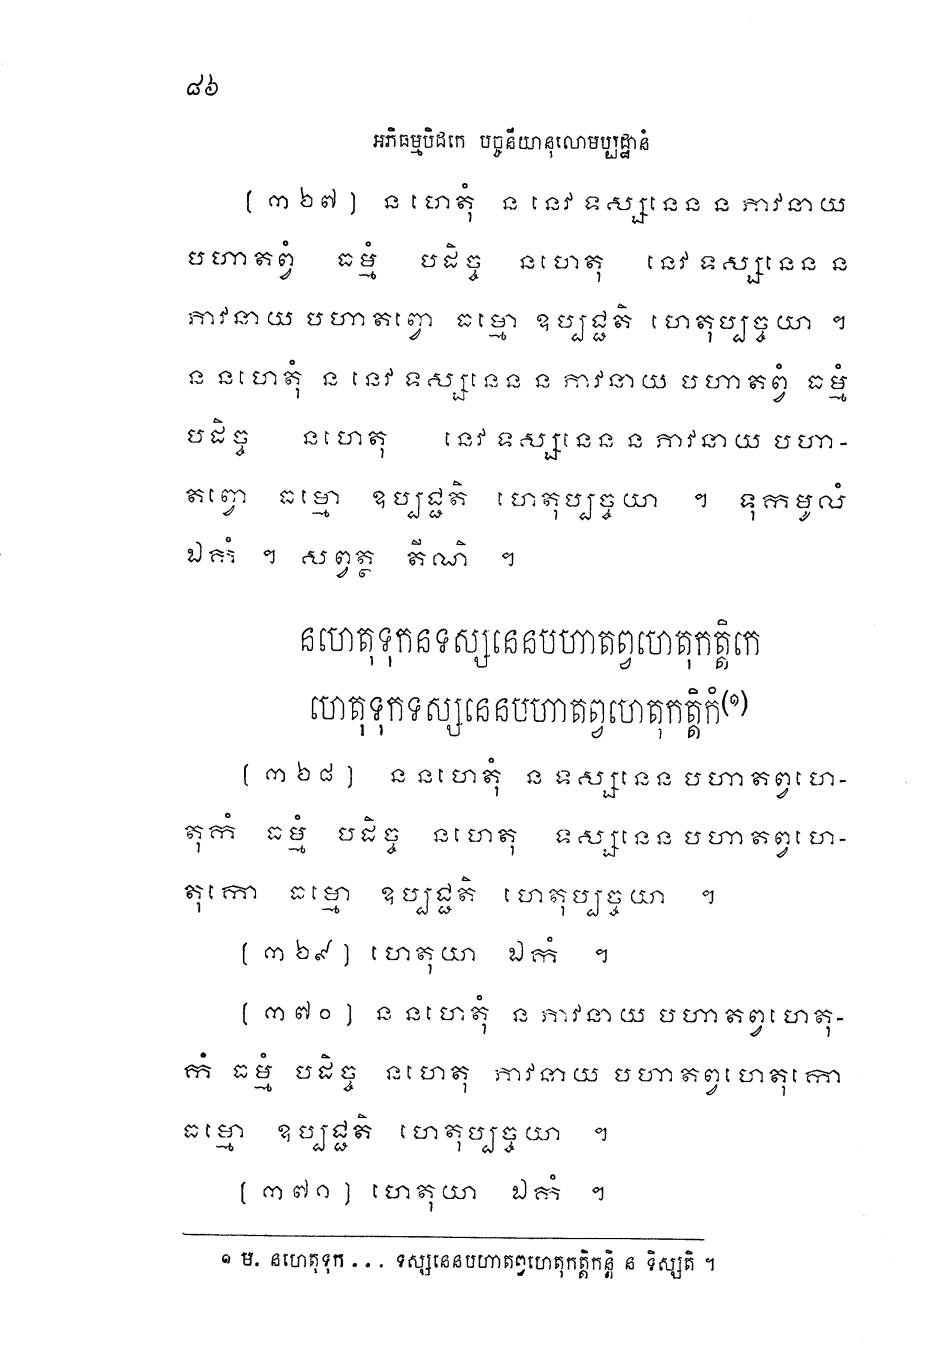 ៨៦
អភិធម្មបិដកេ បច្ចនីយានុលោមប្បដ្ឋានំ
(៣៦៧) ន ហេតុំ ន នេវ ទស្សនេន ន ភាវនាយ
បហាតព្វំ ធម្មំ បដិច្ច នហេតុ នេវ ទស្សនេន ន
ភាវនាយ បហាតព្វោ ធម្មោ ឧប្បជ្ជតិ ហេតុប្បច្ចយា ។
ន នហេតុំ ន នេវ ទស្សនេន ន ភាវនាយ បហាតព្វំ ធម្មំ
បដិច្ច នហេតុ នេវ ទស្សនេន ន ភាវនាយ បហា-
តព្វោ ធម្មោ ឧប្បជ្ជតិ ហេតុប្បច្ចយា ។ ទុកមូលំ
ឯកំ ។ សព្វត្ថ តីណិ ។
នហេតុទុកនទស្សនេនបហាតព្វហេតុកត្តិកេ
ហេតុទុកទស្សនេនបហាតព្វហេតុកត្តិកំ(១)
(៣៦៨) ន នហេតុំ ន ទស្សនេន បហាតព្វហេ-
តុកំ ធម្មំ បដិច្ច នហេតុ ទស្សនេន បហាតព្វហេ-
តុកោ ធម្មោ ឧប្បជ្ជតិ ហេតុប្បច្ចយា ។
(៣៦៩) ហេតុយា ឯកំ ។
(៣៧០) ន នហេតុំ ន ភាវនាយ បហាតព្វហេតុ-
កំ ធម្មំ បដិច្ច នហេតុ ភាវនាយ បហាតព្វហេតុកោ
ធម្មោ ឧប្បជ្ជតិ ហេតុប្បច្ចយា ។
(៣៧១) ហេតុយា ឯកំ ។
១ ម. នហេតុទុក... ទស្សនេនបហាតព្វហេតុកត្តិកន្តិ ន ទិស្សតិ ។